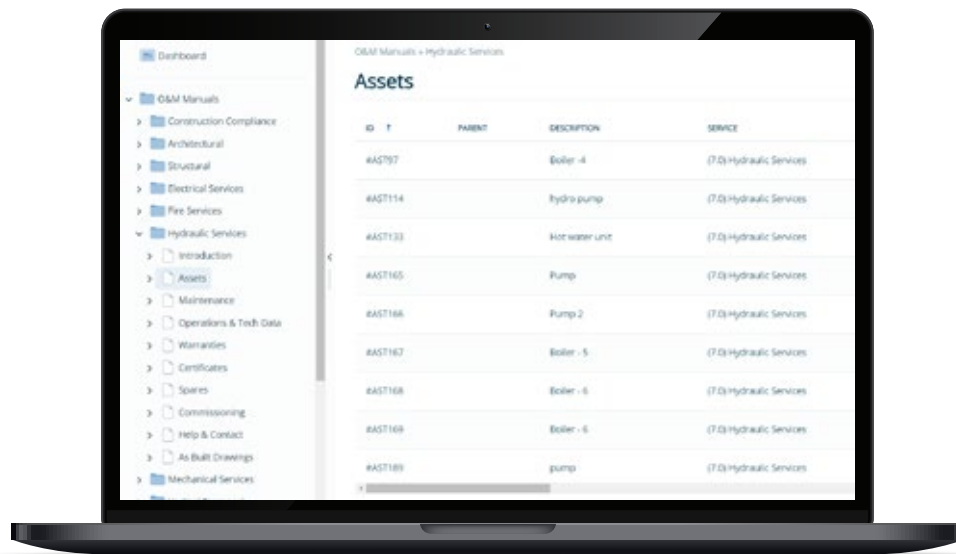 Dashboard
O&M Manuals
Construction Compliance
Architectural
Structural
Electrical Services
Fire Services
Hydraulic Services
Introduction
Assets
Maintenance
Operations & Tech Data
Warranties
Certificates
Spares
Commissioning
Help & Contact
As Built Drawings
Mechanical Services
O&M Manuals » Hydraulic Services
Assets
ID ↑ PARENT DESCRIPTION SERVICE
#AST97 Boiler -4 (7.0) Hydraulic Services
#AST114 hydro pump (7.0) Hydraulic Services
#AST133 Hot water unit (7.0) Hydraulic Services
#AST165 Pump (7.0) Hydraulic Services
#AST166 Pump 2 (7.0) Hydraulic Services
#AST167 Boiler - 5 (7.0) Hydraulic Services
#AST168 Boiler - 6 (7.0) Hydraulic Services
#AST169 Boiler - 6 (7.0) Hydraulic Services
#AST189 pump (7.0) Hydraulic Services